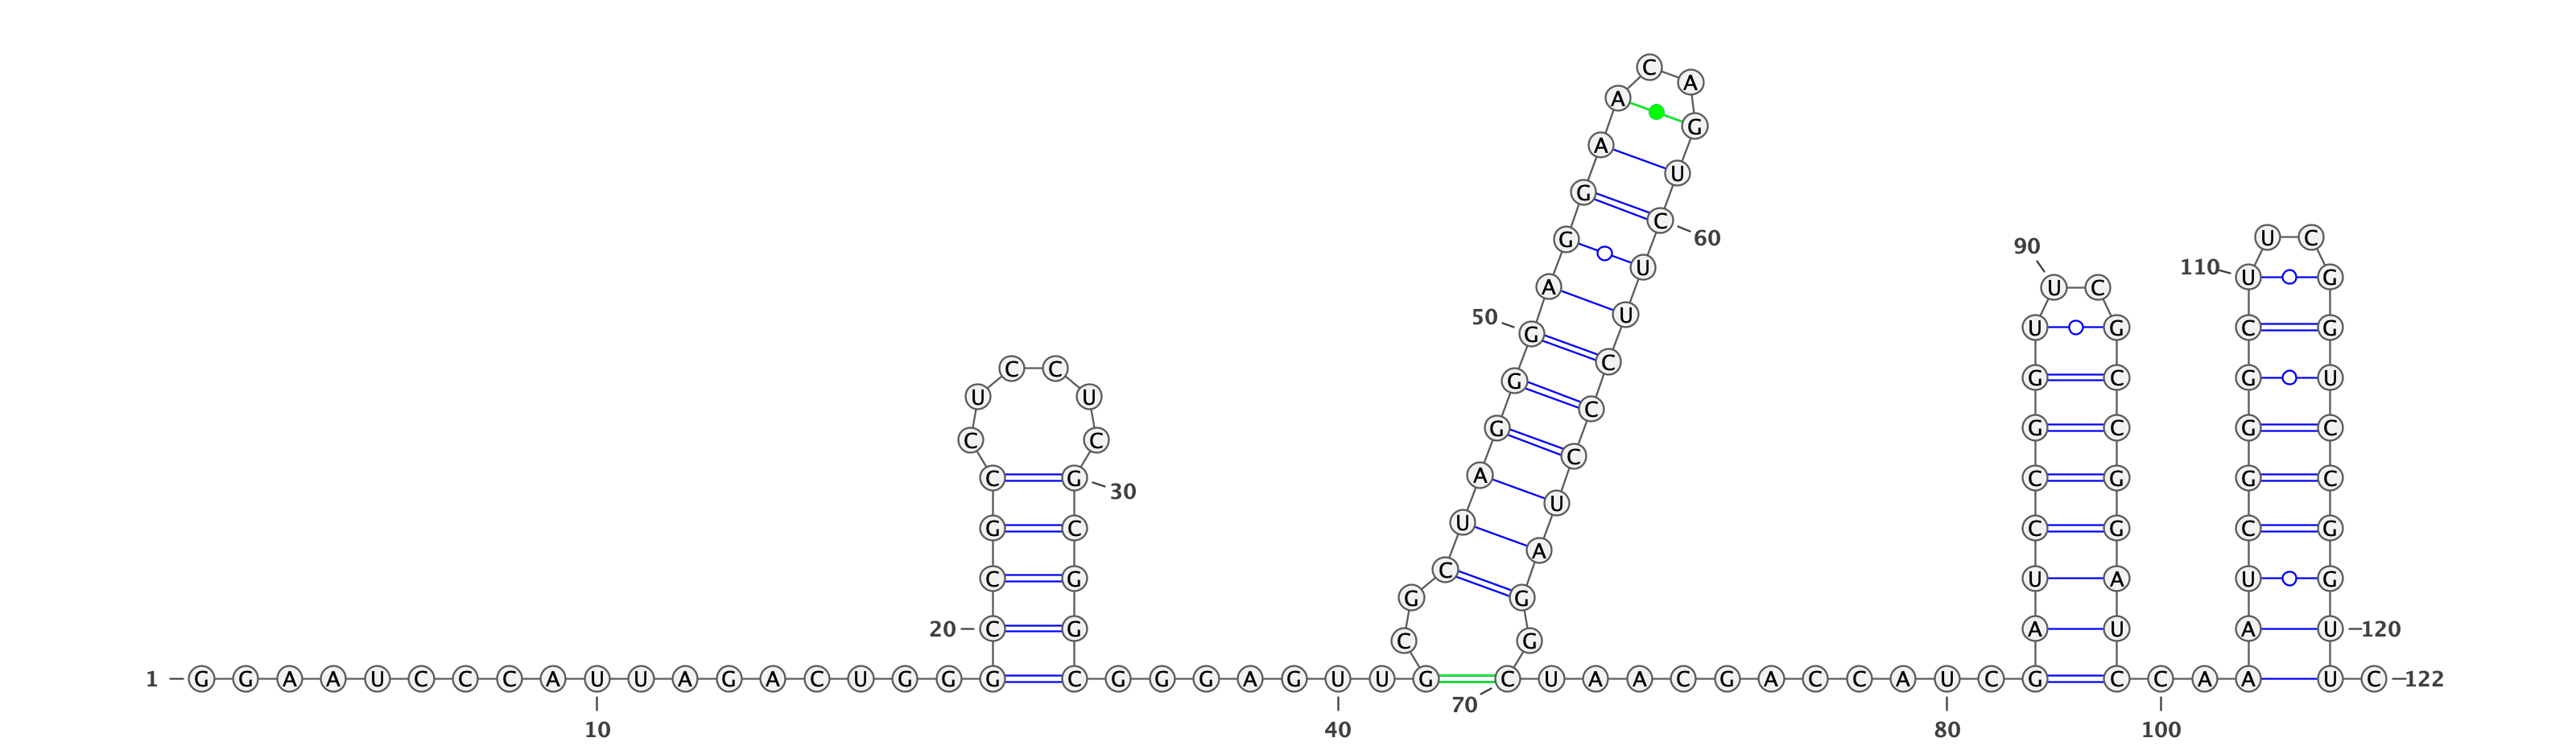 C
A
A
G
A
U
G
C
G 60 U C
90
U 110 U G
A U C
50 U
G U G C G
C C C
G G C G U
U U
C
G G C G C
C C
C
C G A C G G C
30
U
G C U C G C G
A
C
C G U A U G
G G
20 C G C G A U A U 120
1 G G A A U C C C A U U A G A C U G G G C G G G A G U U G C U A A C G A C C A U C G C C A A U C 122
70
10 40 80 100